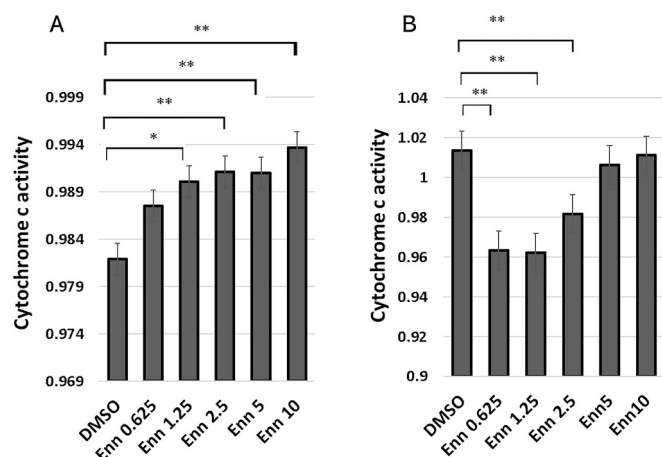 A
**
**
**
*
0.999
0.994
0.989
0.984
0.979
0.974
0.969
Cytochrome c activity
DMSO
Enn 0.625
Enn 1.25
Enn 2.5
Enn 5
Enn 10
B
**
**
**
1.04
1.02
1
0.98
0.96
0.94
0.92
0.9
Cytochrome c activity
DMSO
Enn 0.625
Enn 1.25
Enn 2.5
Enn5
Enn10